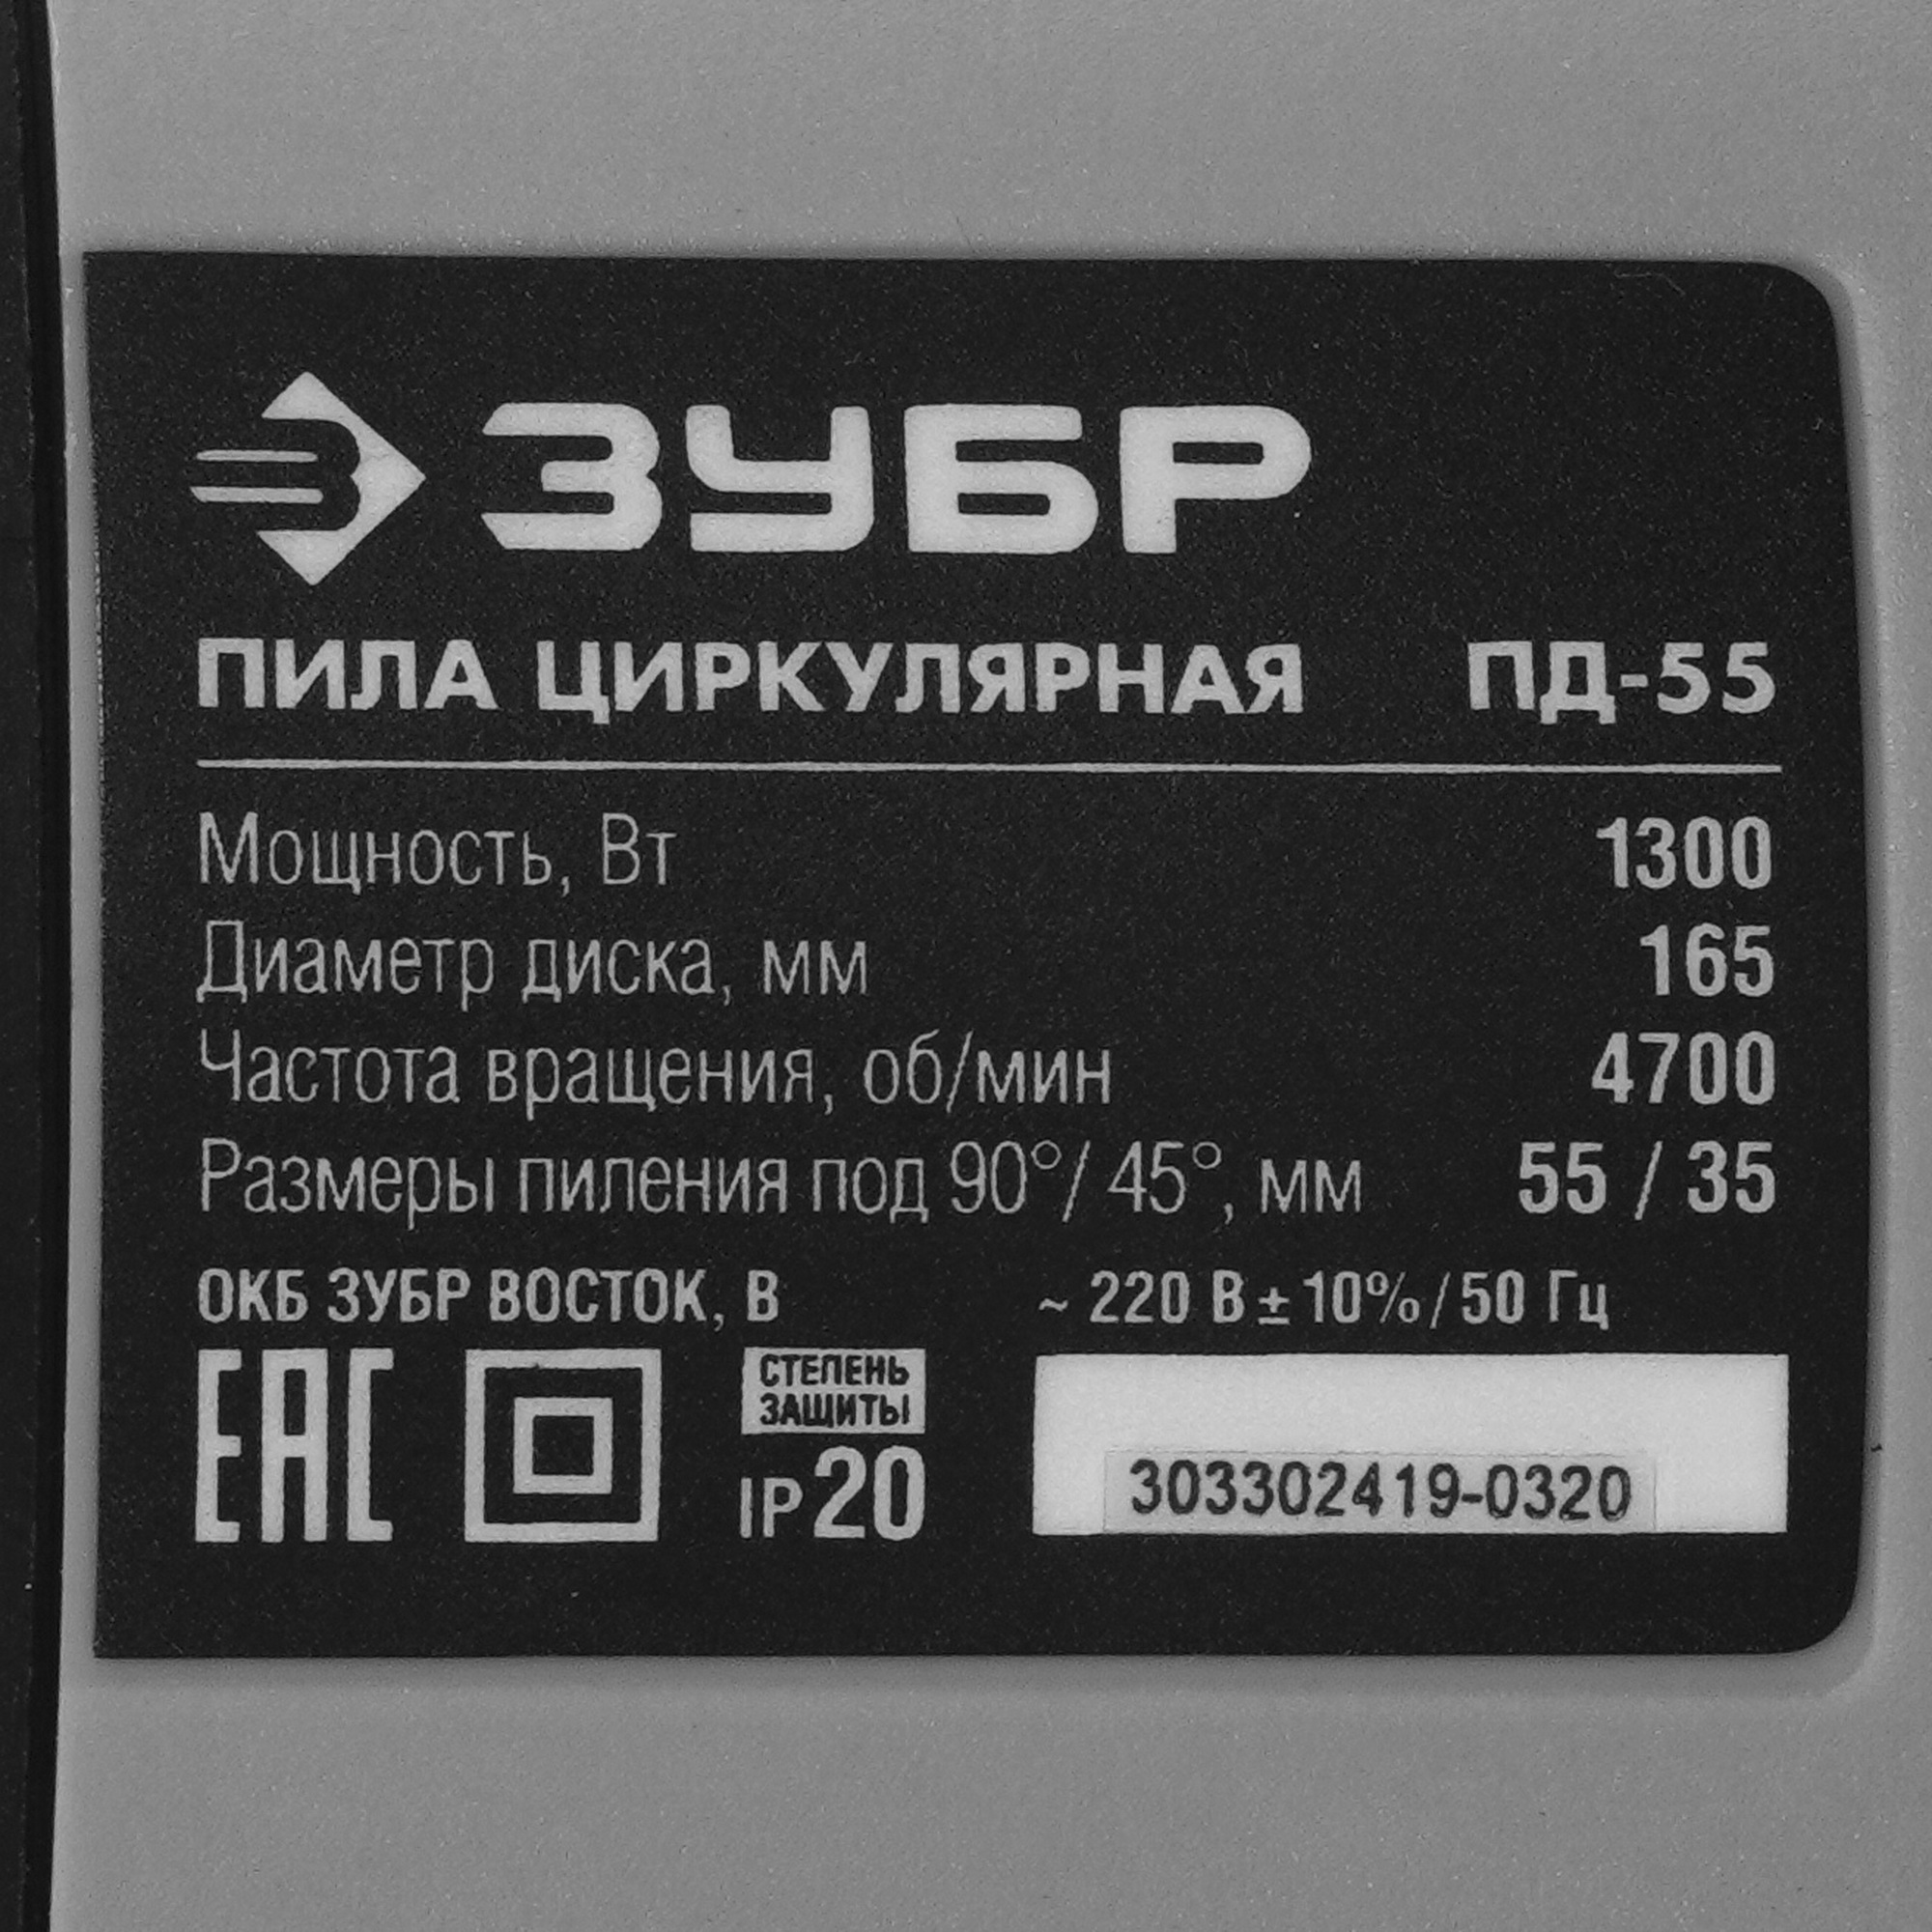 ЗУБР
ПИЛА ЦИРКУЛЯРНАЯ ПД-55
Мощность, Вт 1300
Диаметр диска, мм 165
Частота вращения, об/мин 4700
Размеры пиления под 90°/ 45°, мм 55 / 35
ОКБ ЗУБР ВОСТОК, В ~ 220 В ± 10% / 50 Гц
EAC
СТЕПЕНЬ
ЗАЩИТЫ
IP20
303302419-0320